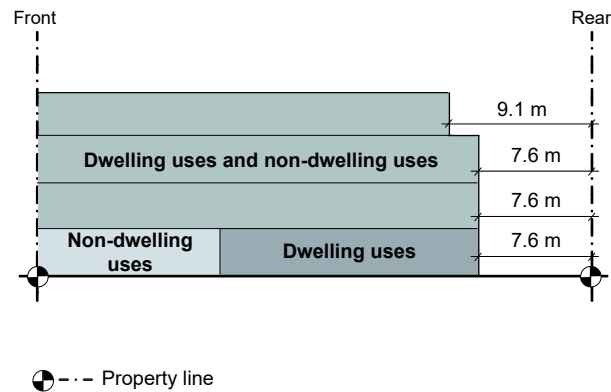 Front
Rear
9.1 m
Dwelling uses and non-dwelling uses
7.6 m
7.6 m
Non-dwelling
uses
Dwelling uses
7.6 m
Property line